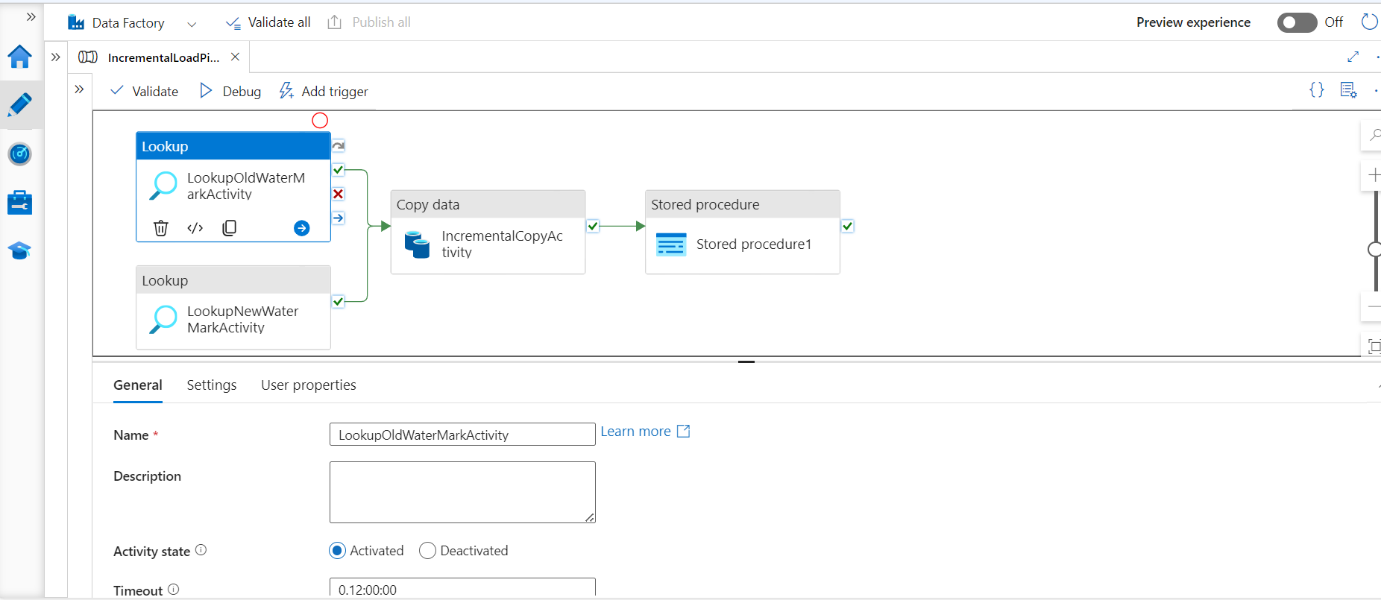 Data Factory
Validate all
Publish all
Preview experience
Off
IncrementalLoadPi...
Validate
Debug
Add trigger
Lookup
LookupOldWaterM
arkActivity
Copy data
IncrementalCopyAc
tivity
Stored procedure
Stored procedure1
Lookup
LookupNewWater
MarkActivity
General
Settings
User properties
Name *
LookupOldWaterMarkActivity
Learn more
Description
Activity state
Activated
Deactivated
Timeout
0.12:00:00